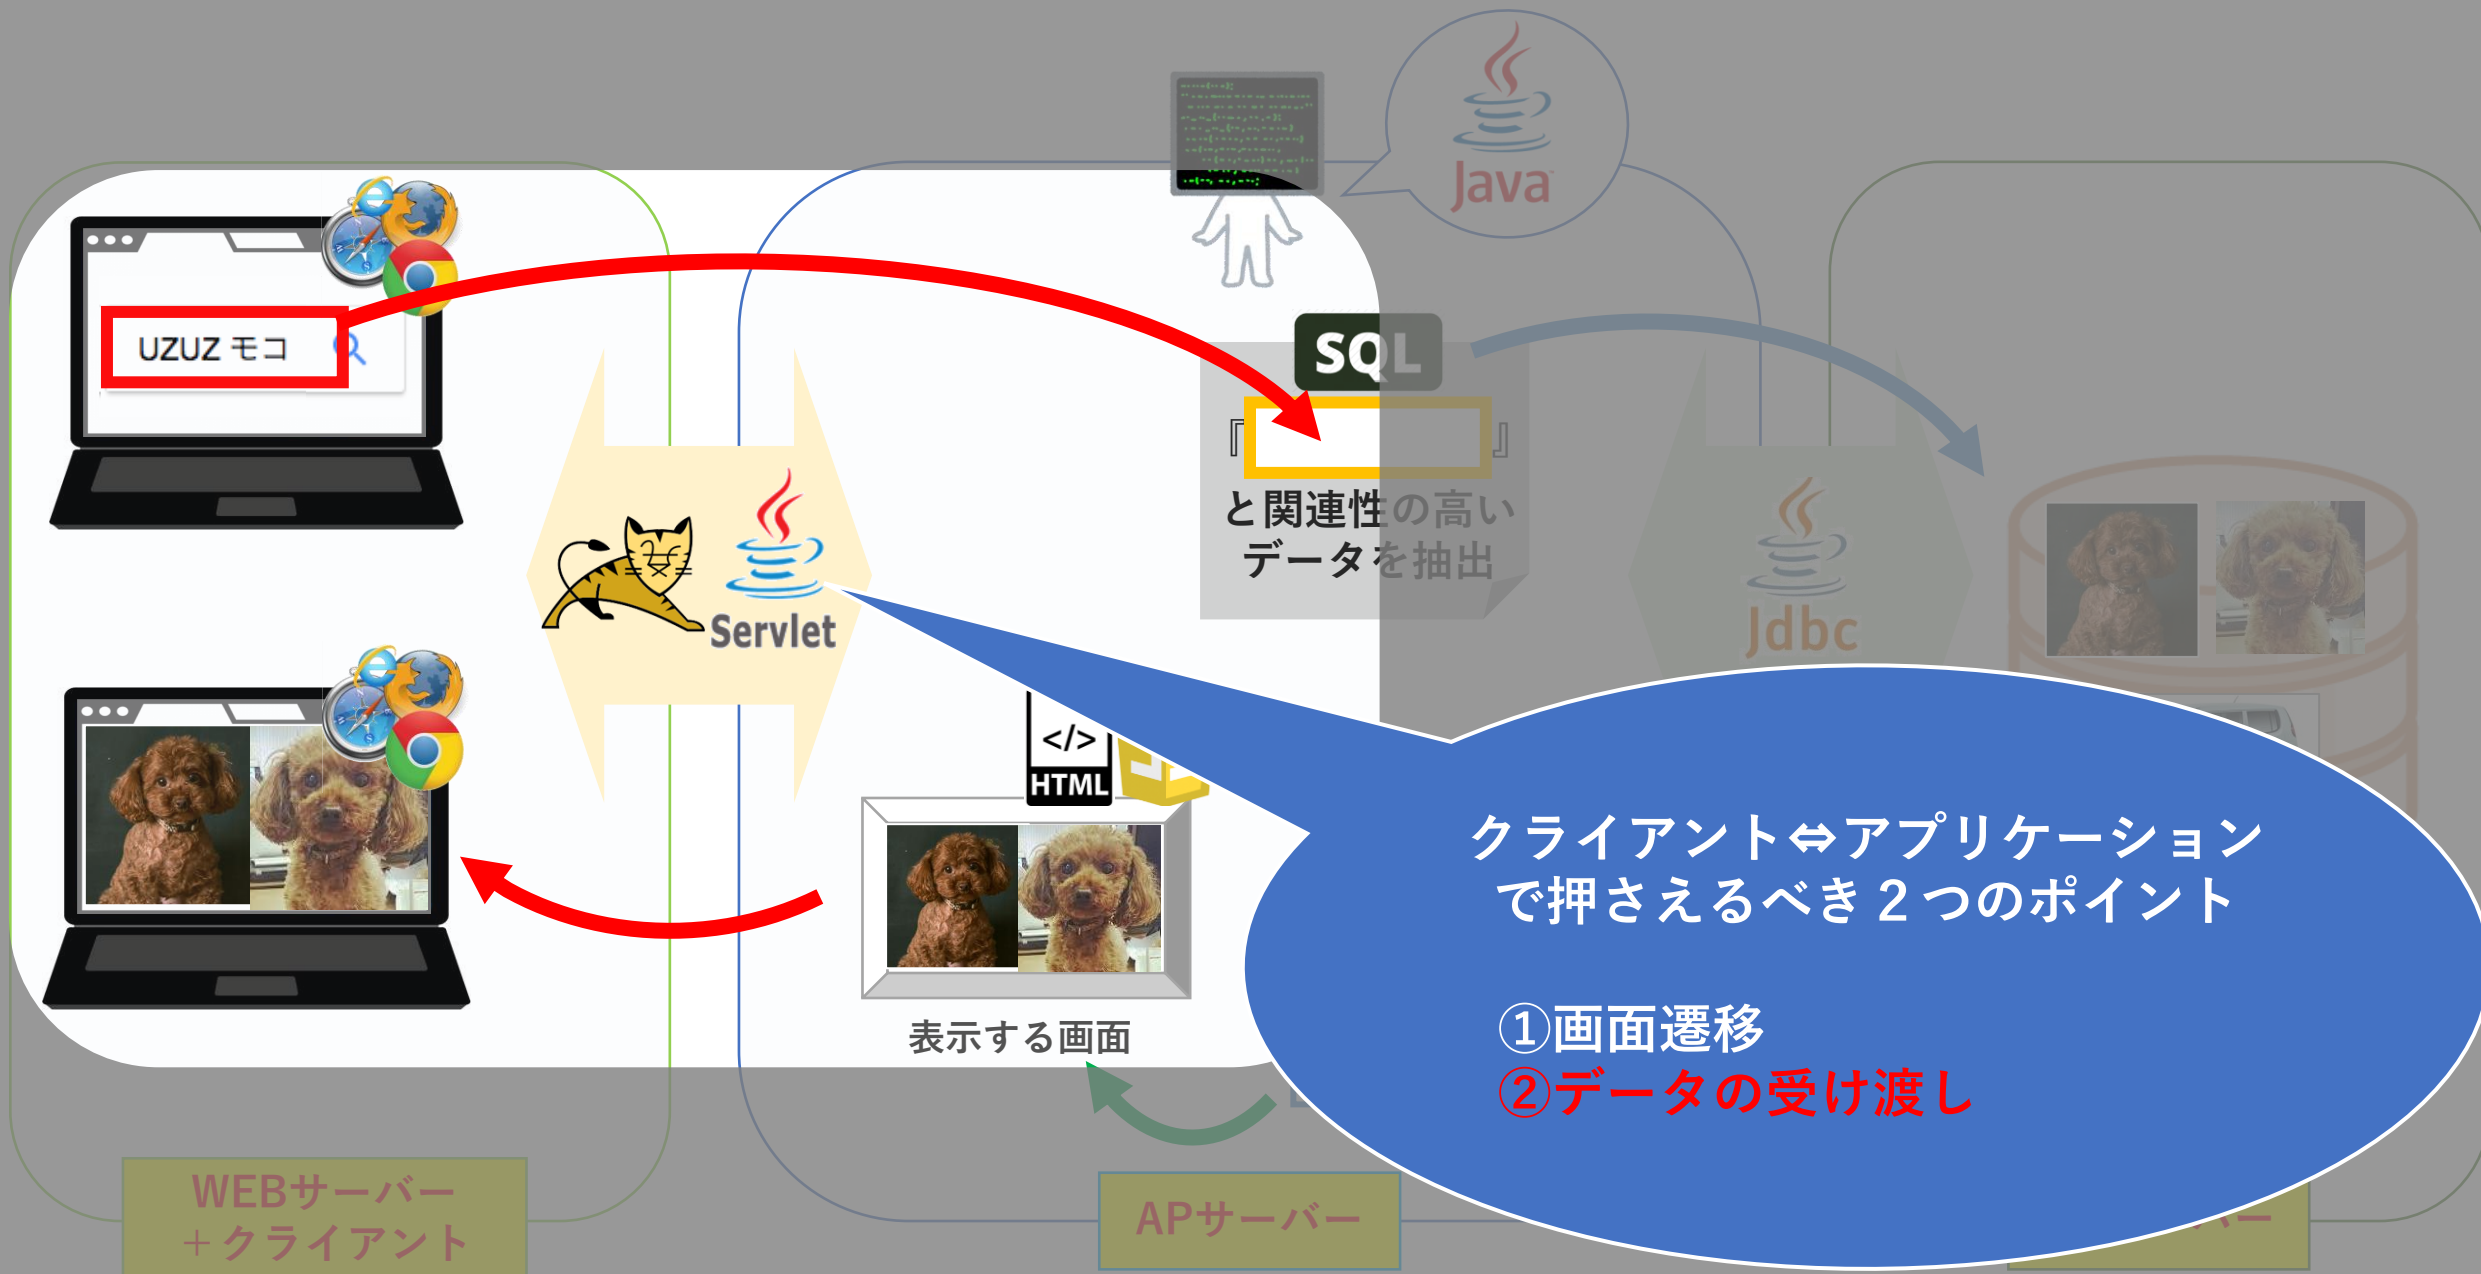 Java
UZUZ モコ
SQL
『 』
と関連性の高い
データを抽出
Servlet
Jdbc
</>
HTML
表示する画面
クライアント⇔アプリケーション
で押さえるべき２つのポイント
①画面遷移
②データの受け渡し
WEBサーバー
＋クライアント
APサーバー